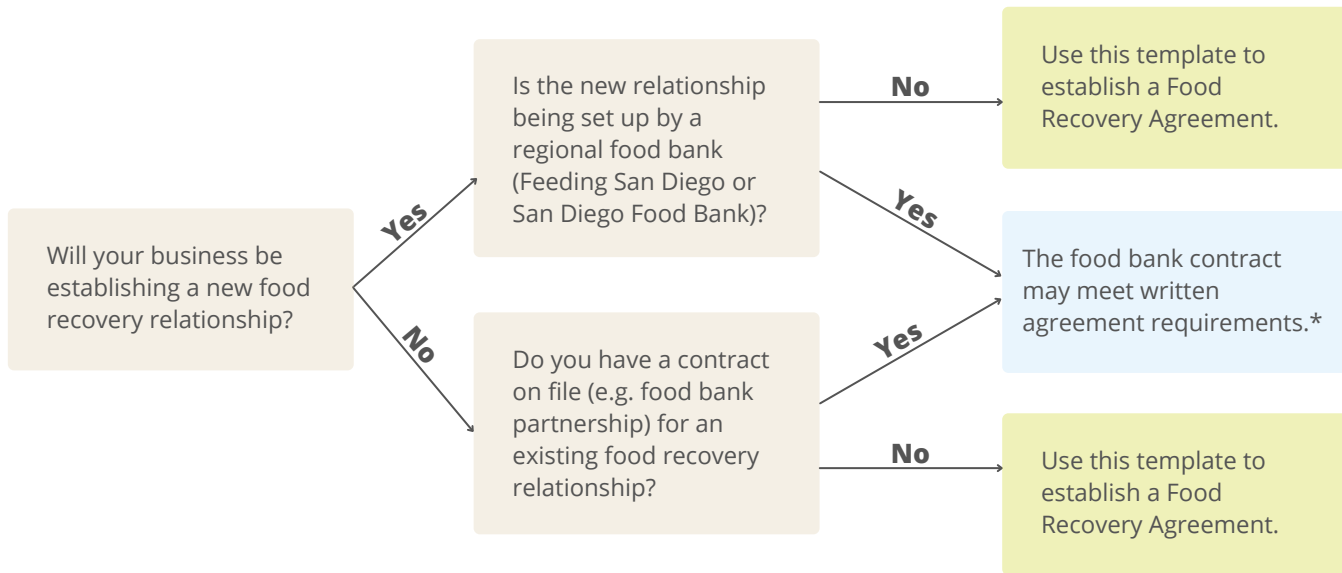 Will your business be
establishing a new food
recovery relationship?
Yes
No
Is the new relationship
being set up by a
regional food bank
(Feeding San Diego or
San Diego Food Bank)?
No
Yes
Do you have a contract
on file (e.g. food bank
partnership) for an
existing food recovery
relationship?
Yes
No
Use this template to
establish a Food
Recovery Agreement.
The food bank contract
may meet written
agreement requirements.*
Use this template to
establish a Food
Recovery Agreement.